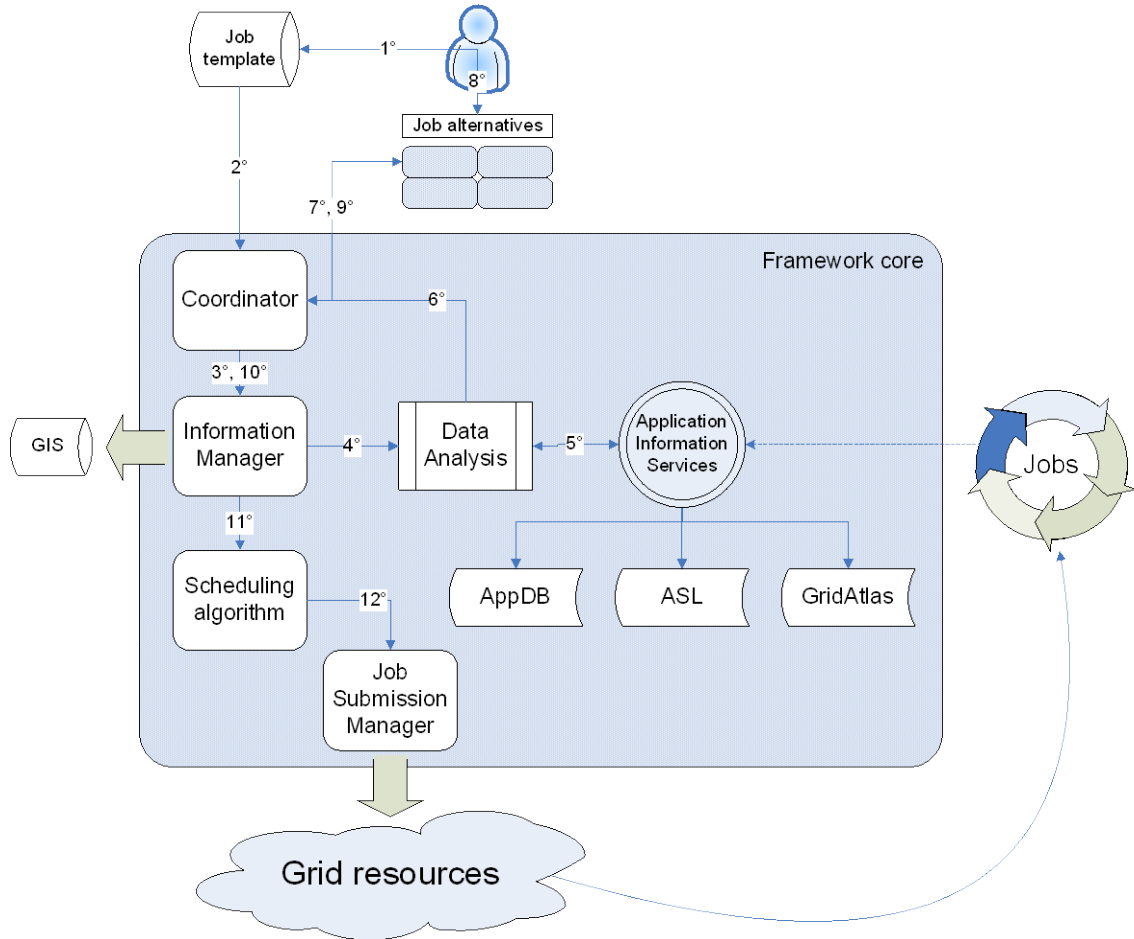 Job
template
1°
8°
Job alternatives
2°
7°, 9°
Framework core
Coordinator
6°
3°, 10°
GIS
Information
Manager
4°
Data
Analysis
5°
Application
Information
Services
Jobs
11°
Scheduling
algorithm
12°
AppDB
ASL
GridAtlas
Job
Submission
Manager
Grid resources